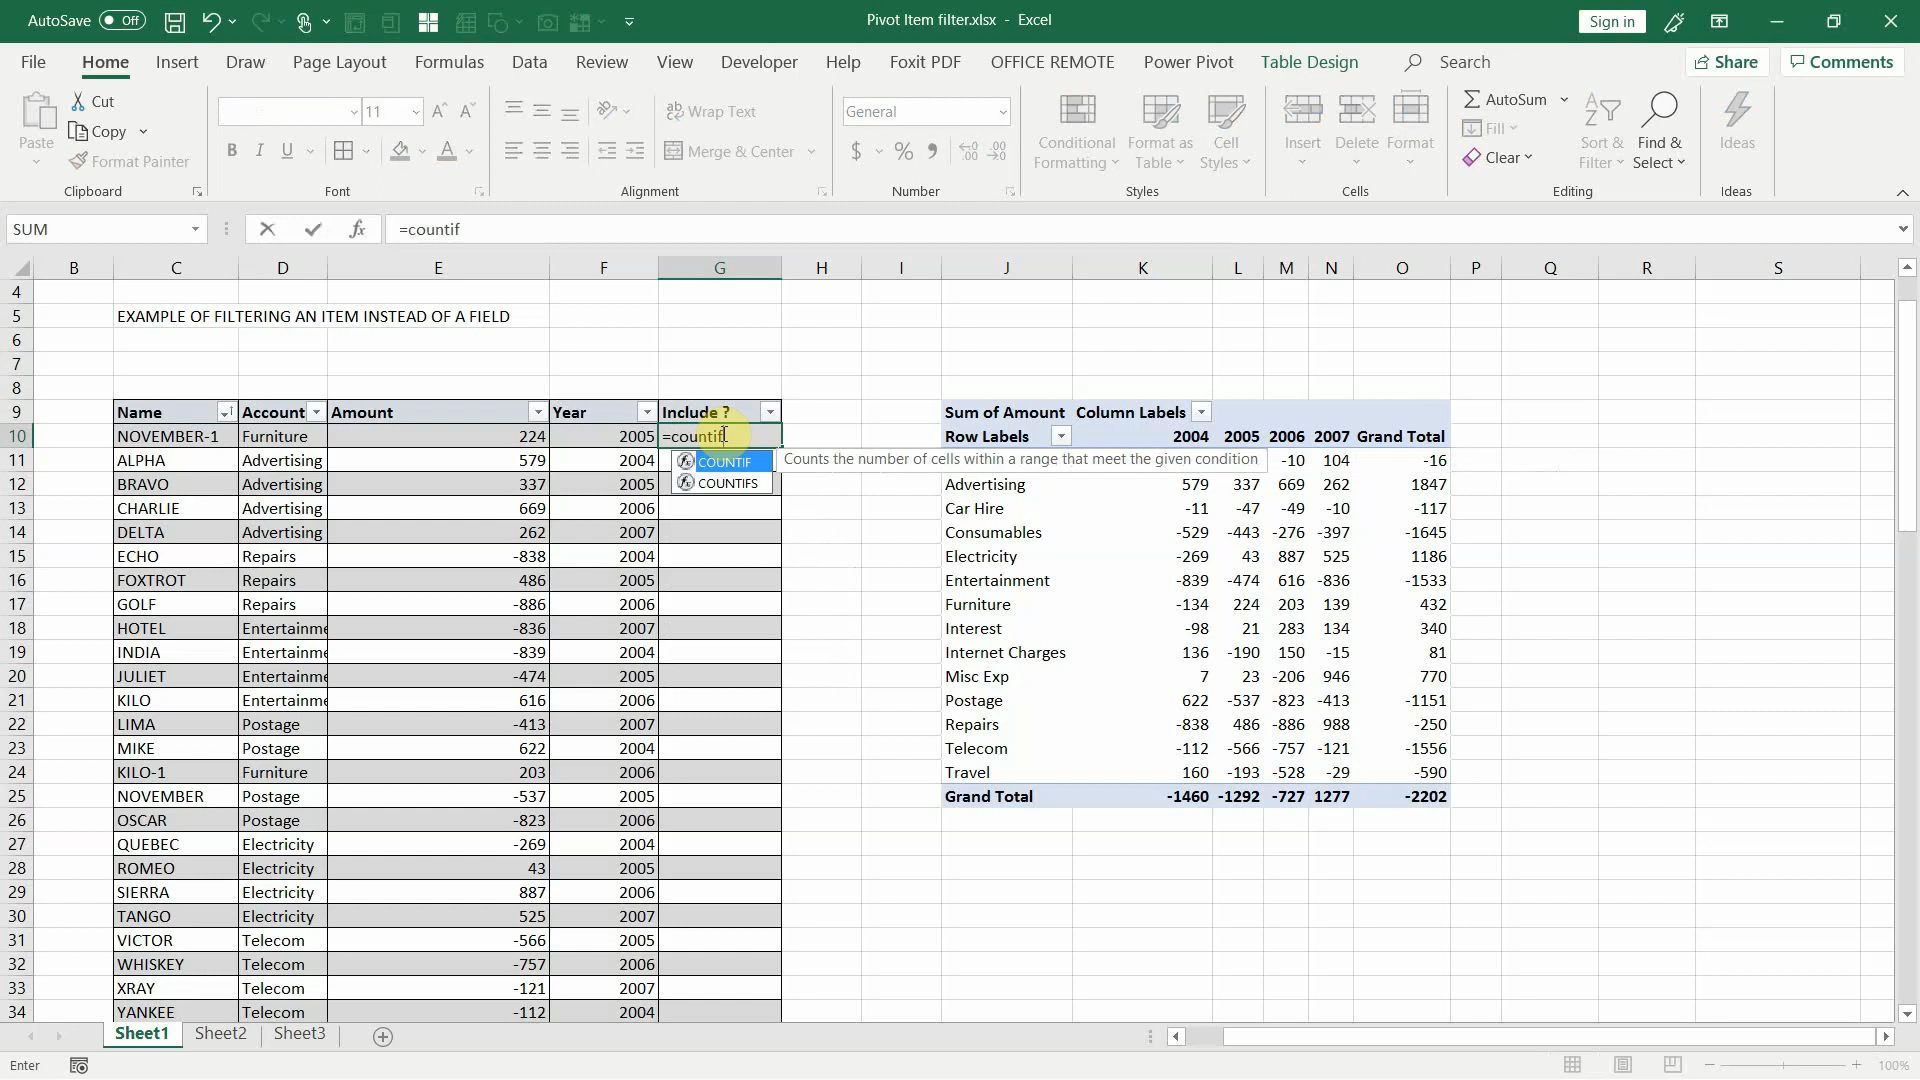 AutoSave Off Pivot Item filter.xlsx - Excel Sign in
File Home Insert Draw Page Layout Formulas Data Review View Developer Help Foxit PDF OFFICE REMOTE Power Pivot Table Design Search Share Comments
Paste Cut Copy Format Painter
11 B I U A
ab Wrap Text Merge & Center
General $ % 9
Conditional Formatting Format as Table Cell Styles
Insert Delete Format
AutoSum Fill Clear Sort & Filter Find & Select
Ideas
Clipboard Font Alignment Number Styles Cells Editing Ideas
SUM fx =countif
B C D E F G H I J K L M N O P Q R S
4
5 EXAMPLE OF FILTERING AN ITEM INSTEAD OF A FIELD
6
7
8
9 Name Account Amount Year Include ? Sum of Amount Column Labels
10 NOVEMBER-1 Furniture 224 2005 =countif Row Labels 2004 2005 2006 2007 Grand Total
11 ALPHA Advertising 579 2004 COUNTIF Counts the number of cells within a range that meet the given condition -10 104 -16
12 BRAVO Advertising 337 2005 COUNTIFS Advertising 579 337 669 262 1847
13 CHARLIE Advertising 669 2006 Car Hire -11 -47 -49 -10 -117
14 DELTA Advertising 262 2007 Consumables -529 -443 -276 -397 -1645
15 ECHO Repairs -838 2004 Electricity -269 43 887 525 1186
16 FOXTROT Repairs 486 2005 Entertainment -839 -474 616 -836 -1533
17 GOLF Repairs -886 2006 Furniture -134 224 203 139 432
18 HOTEL Entertainme -836 2007 Interest -98 21 283 134 340
19 INDIA Entertainme -839 2004 Internet Charges 136 -190 150 -15 81
20 JULIET Entertainme -474 2005 Misc Exp 7 23 -206 946 770
21 KILO Entertainme 616 2006 Postage 622 -537 -823 -413 -1151
22 LIMA Postage -413 2007 Repairs -838 486 -886 988 -250
23 MIKE Postage 622 2004 Telecom -112 -566 -757 -121 -1556
24 KILO-1 Furniture 203 2006 Travel 160 -193 -528 -29 -590
25 NOVEMBER Postage -537 2005 Grand Total -1460 -1292 -727 1277 -2202
26 OSCAR Postage -823 2006
27 QUEBEC Electricity -269 2004
28 ROMEO Electricity 43 2005
29 SIERRA Electricity 887 2006
30 TANGO Electricity 525 2007
31 VICTOR Telecom -566 2005
32 WHISKEY Telecom -757 2006
33 XRAY Telecom -121 2007
34 YANKEE Telecom -112 2004
Sheet1 Sheet2 Sheet3
Enter 100%